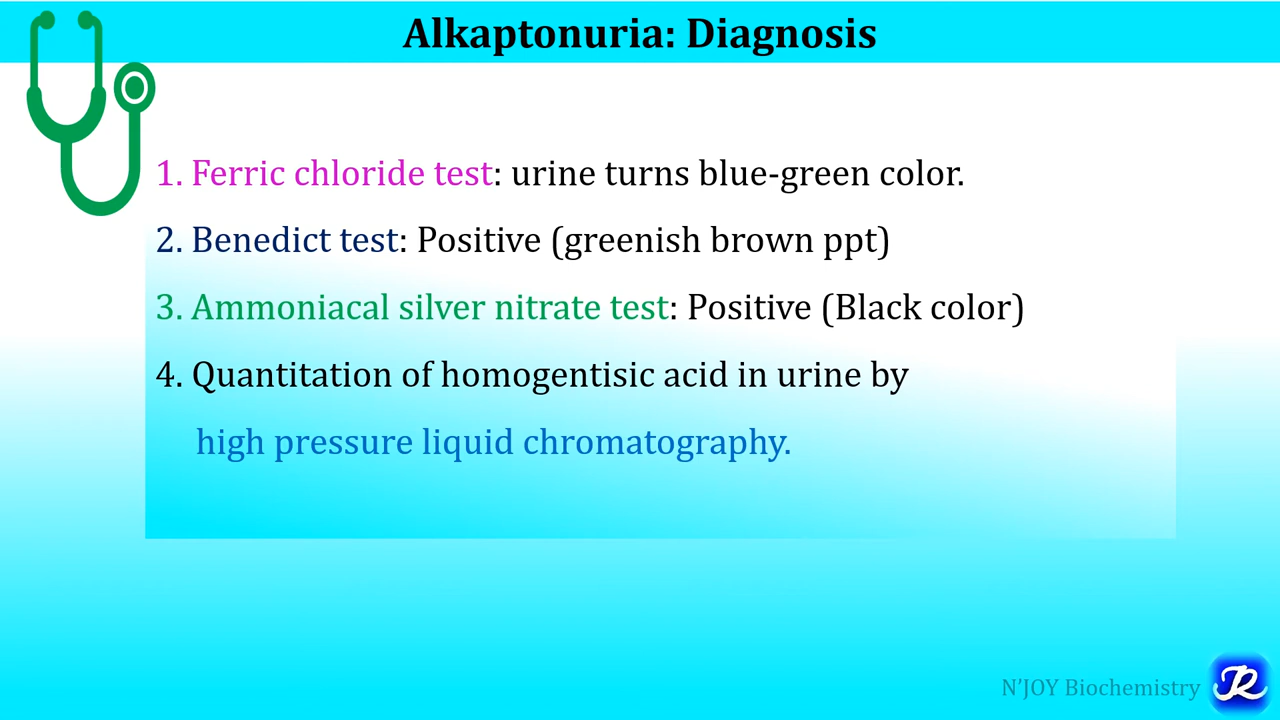 Alkaptonuria: Diagnosis
1. Ferric chloride test: urine turns blue-green color.
2. Benedict test: Positive (greenish brown ppt)
3. Ammoniacal silver nitrate test: Positive (Black color)
4. Quantitation of homogentisic acid in urine by
high pressure liquid chromatography.
N'JOY Biochemistry
JR